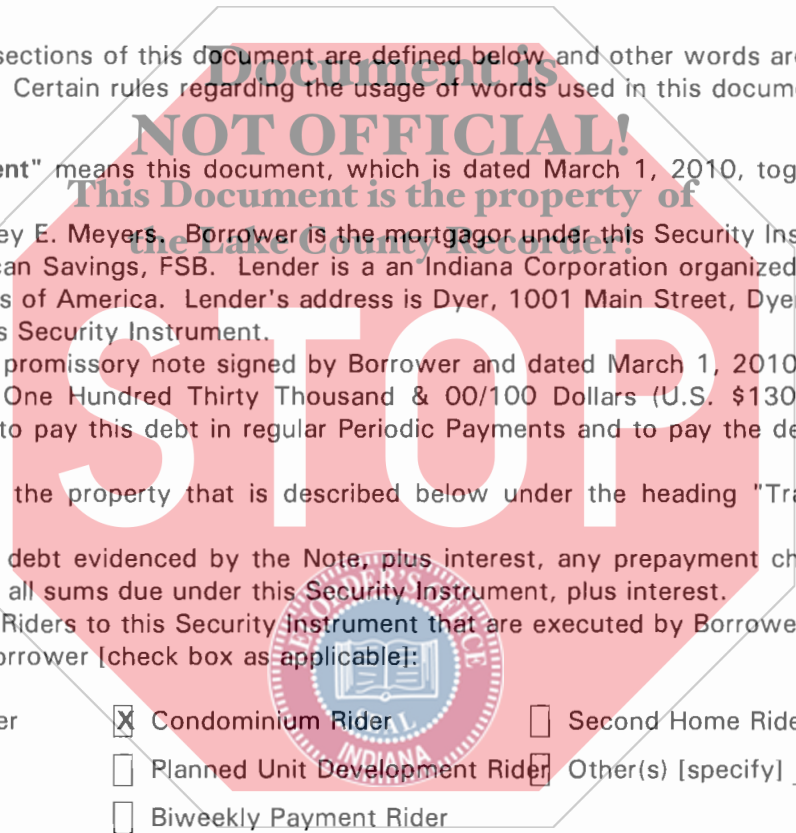 sections of this document are defined below and other words are
Document is
Certain rules regarding the usage of words used in this docum
NOT OFFICIAL!
ent" means this document, which is dated March 1, 2010, tog
This Document is the property of
ey E. Meyers. Borrower is the mortgagor under this Security Ins
the Lake County Recorder!
can Savings, FSB. Lender is a an Indiana Corporation organized
s of America. Lender's address is Dyer, 1001 Main Street, Dye
s Security Instrument.
promissory note signed by Borrower and dated March 1, 2010
One Hundred Thirty Thousand & 00/100 Dollars (U.S. $130
to pay this debt in regular Periodic Payments and to pay the de
STOP
the property that is described below under the heading "Tra
debt evidenced by the Note, plus interest, any prepayment ch
all sums due under this Security Instrument, plus interest.
Riders to this Security Instrument that are executed by Borrowe
orrower [check box as applicable]:
RECORDER'S OFFICE
SEAL
INDIANA
er X Condominium Rider Second Home Ride
Planned Unit Development Rider Other(s) [specify]
Biweekly Payment Rider